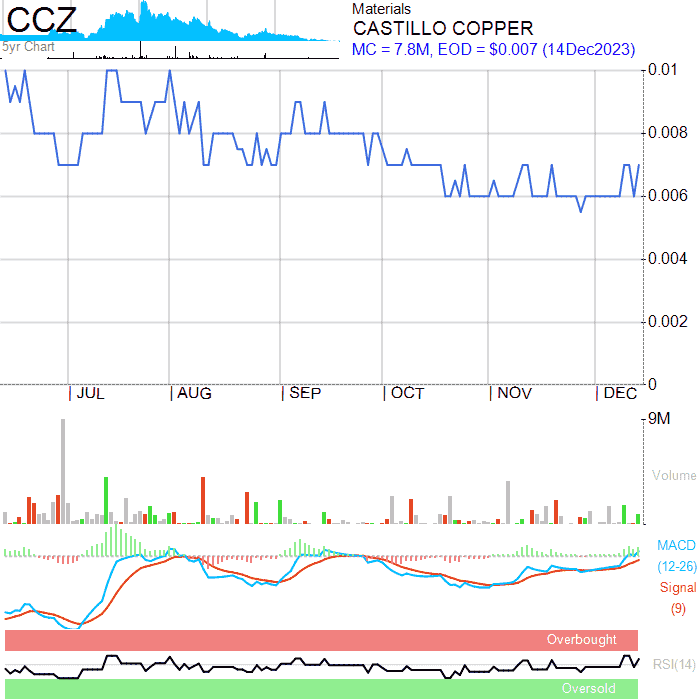 CCZ
5yr Chart
Materials
CASTILLO COPPER
MC = 7.8M, EOD = $0.007 (14Dec2023)
0.01
0.008
0.006
0.004
0.002
0
JUL AUG SEP OCT NOV DEC
9M
Volume
MACD
(12-26)
Signal
(9)
Overbought
RSI(14)
Oversold